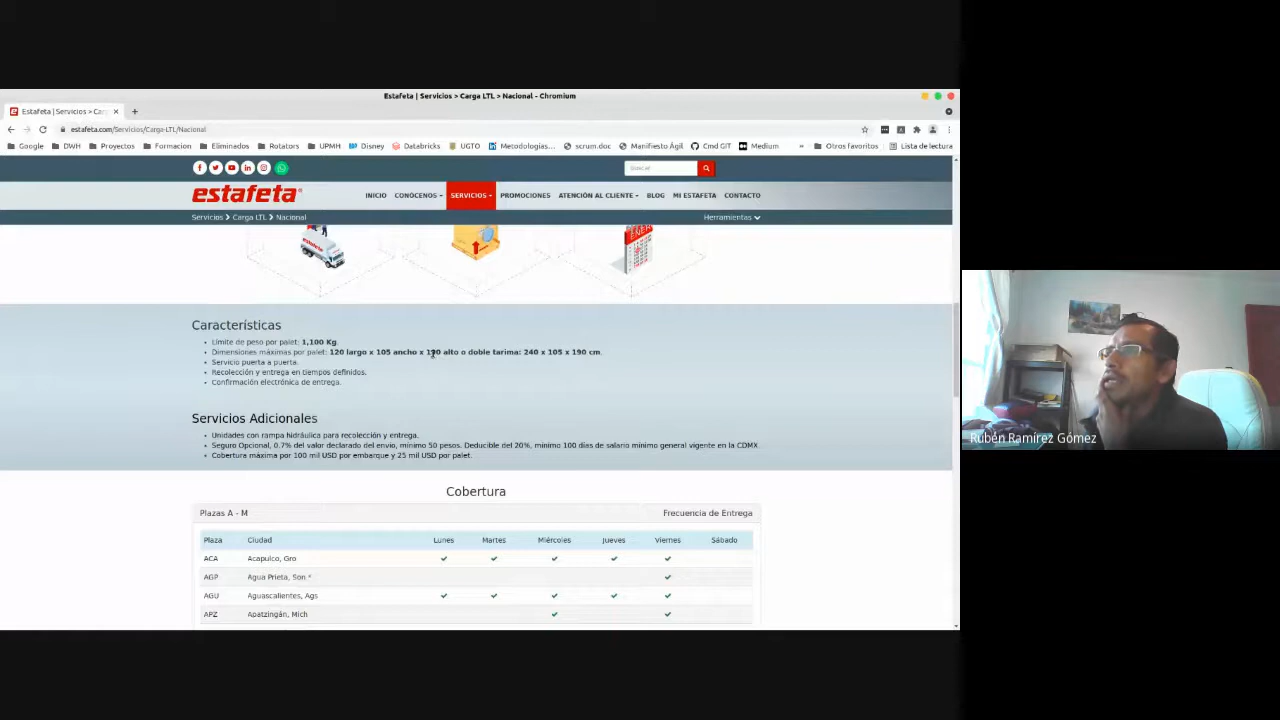 Estafeta | Servicios > Carga LTL > Nacional - Chromium
Estafeta | Servicios > Car
estafeta.com/Servicios/Carga-LTL/Nacional
Google DWH Proyectos Formacion Eliminados Rotators UPMH Disney Databricks UGTO Metodologías... scrum.doc Manifiesto Ágil Cmd GIT Medium » Otros favoritos Lista de lectura
Buscar
estafeta®
INICIO CONÓCENOS SERVICIOS PROMOCIONES ATENCIÓN AL CLIENTE BLOG MI ESTAFETA CONTACTO
Servicios > Carga LTL > Nacional Herramientas
estafeta
ENER
Características
Límite de peso por palet: 1,100 Kg.
Dimensiones máximas por palet: 120 largo x 105 ancho x 190 alto o doble tarima: 240 x 105 x 190 cm.
Servicio puerta a puerta.
Recolección y entrega en tiempos definidos.
Confirmación electrónica de entrega.
Servicios Adicionales
Unidades con rampa hidráulica para recolección y entrega.
Seguro Opcional, 0.7% del valor declarado del envío, mínimo 50 pesos. Deducible del 20%, mínimo 100 días de salario mínimo general vigente en la CDMX.
Cobertura máxima por 100 mil USD por embarque y 25 mil USD por palet.
Cobertura
Plazas A - M Frecuencia de Entrega
Plaza Ciudad Lunes Martes Miércoles Jueves Viernes Sábado
ACA Acapulco, Gro ✓ ✓ ✓ ✓ ✓
AGP Agua Prieta, Son.* ✓
AGU Aguascalientes, Ags ✓ ✓ ✓ ✓ ✓
APZ Apatzingán, Mich ✓ ✓
Rubén Ramírez Gómez